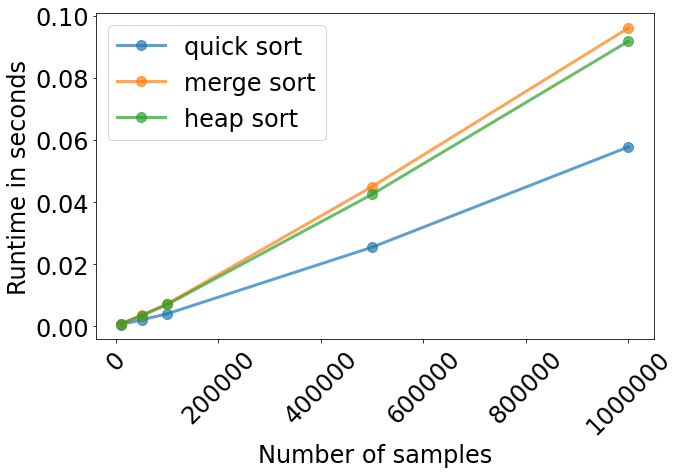 0.10
0.08
0.06
0.04
0.02
0.00
Runtime in seconds
quick sort
merge sort
heap sort
0
200000
400000
600000
800000
1000000
Number of samples